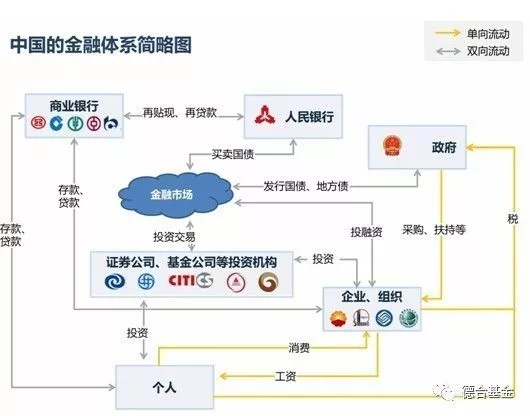 中国的金融体系简略图
单向流动
双向流动
商业银行
再贴现、再贷款
人民银行
政府
买卖国债
金融市场
发行国债、地方债
存款、
贷款
存款、
贷款
投资交易
投融资
采购、扶持等
税
证券公司、基金公司等投资机构
CITIC
投资
企业、组织
投资
消费
工资
个人
德合基金